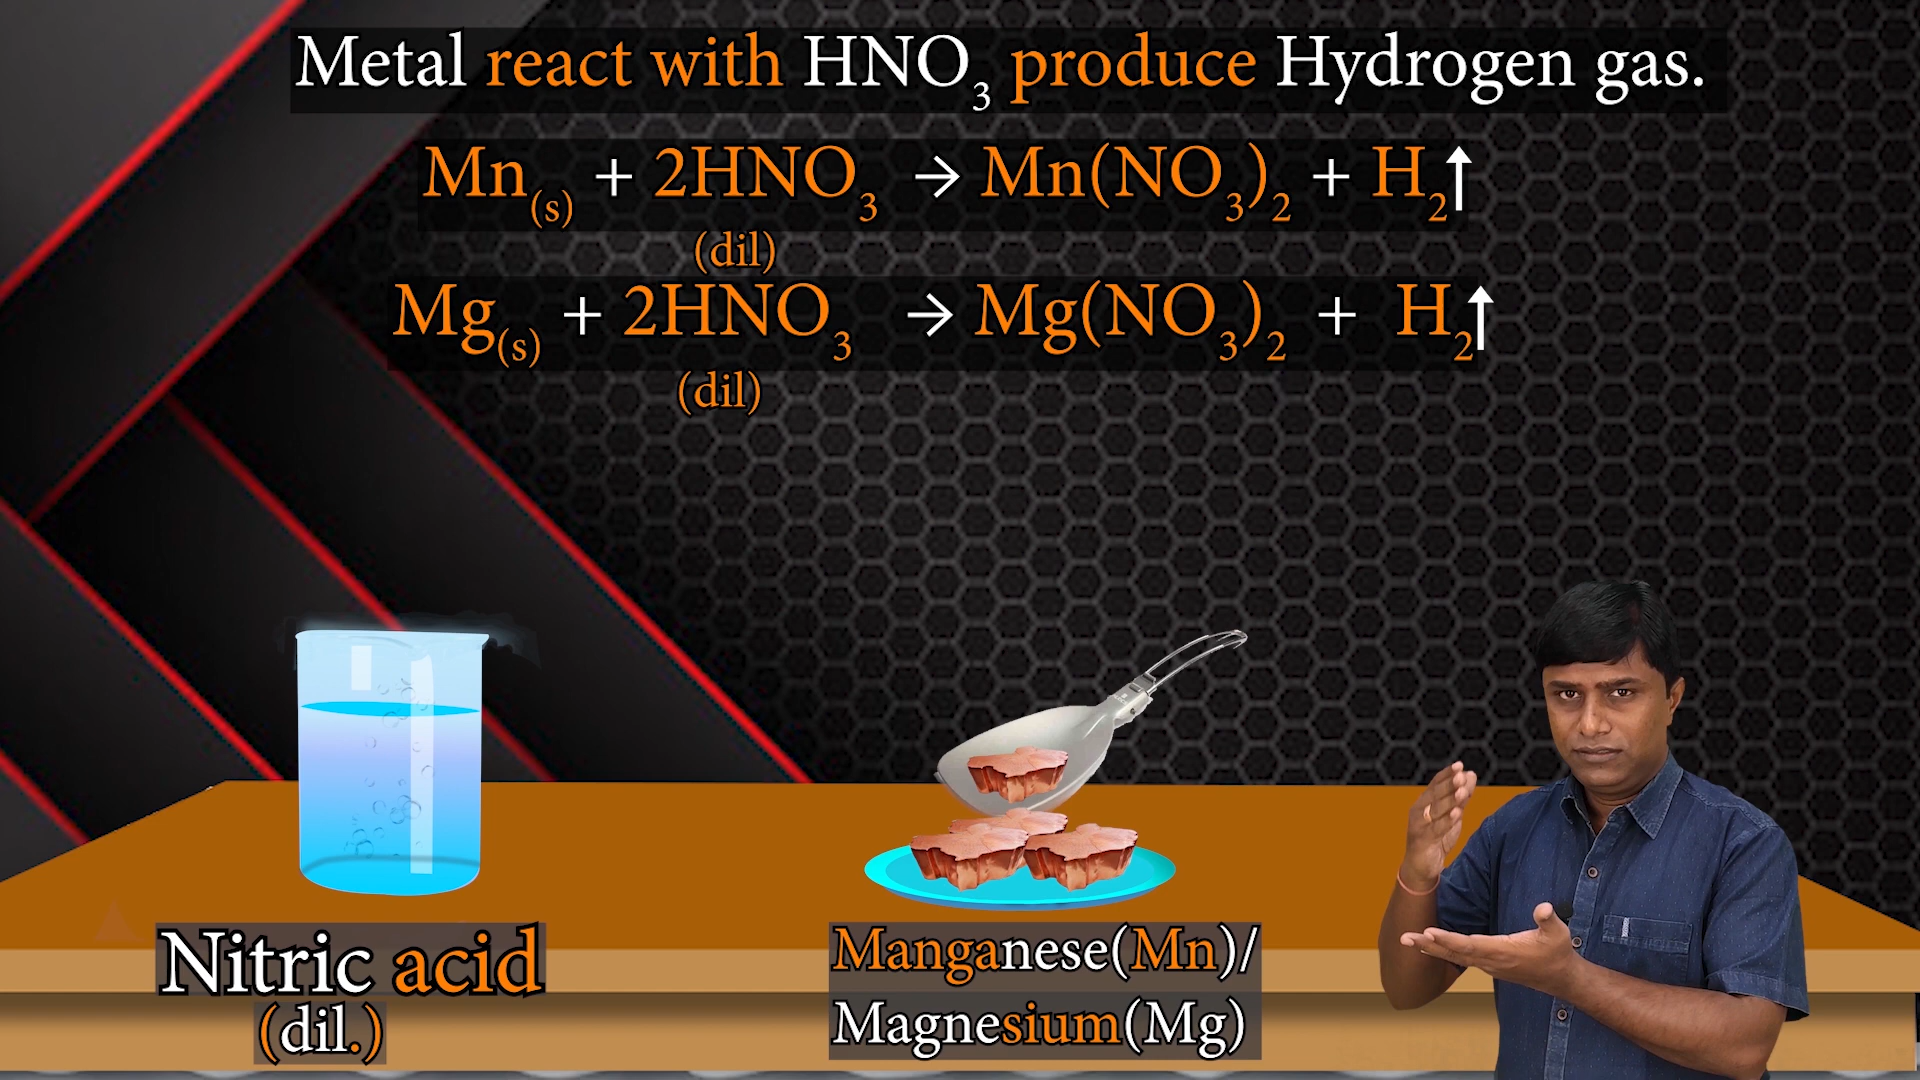 Metal react with HNO₃ produce Hydrogen gas.
Mn₍s₎ + 2HNO₃ → Mn(NO₃)₂ + H₂↑
(dil)
Mg₍s₎ + 2HNO₃ → Mg(NO₃)₂ + H₂↑
(dil)
Nitric acid
(dil.)
Manganese(Mn)/
Magnesium(Mg)